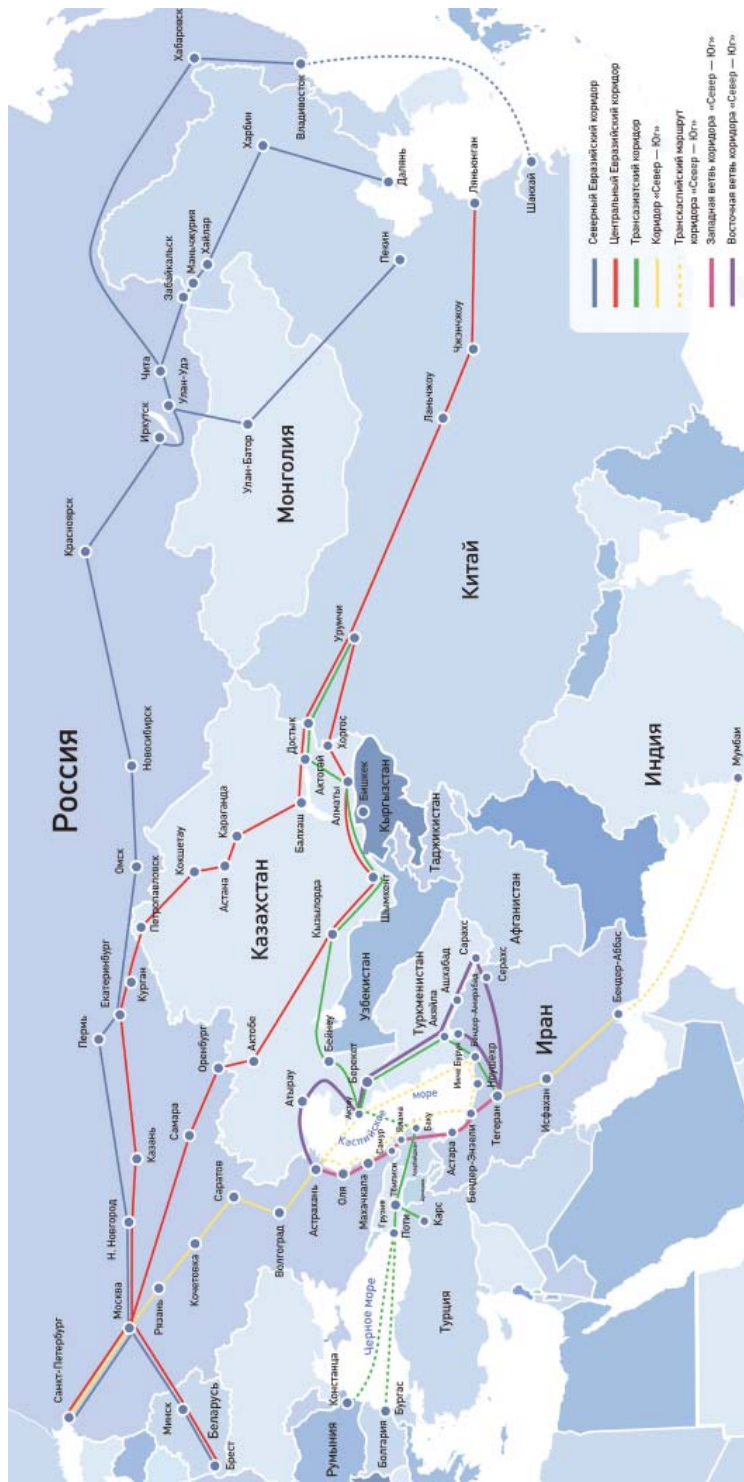 Санкт-Петербург
Москва
Н. Новгород
Казань
Пермь
Екатеринбург
Курган
Петропавловск
Омск
Новосибирск
Красноярск
Иркутск
Улан-Удэ
Чита
Забайкальск
Маньчжурия
Хайлар
Харбин
Далянь
Хабаровск
Владивосток
Россия
Минск
Беларусь
Брест
Рязань
Кочетовка
Саратов
Волгоград
Самара
Оренбург
Актобе
Кокшетау
Астана
Караганда
Балхаш
Казахстан
Монголия
Улан-Батор
Пекин
Астрахань
Атырау
Оля
Махачкала
Самур
Ялама
Баку
Каспийское
море
Актау
Бейнеу
Берекет
Кызылорда
Шымкент
Алматы
Актогай
Достык
Хоргос
Урумчи
Бишкек
Кыргызстан
Таджикистан
Узбекистан
Туркменистан
Ашхабад
Акяйла
Сарахс
Серахс
Афганистан
Китай
Ланьчжоу
Чжэнчжоу
Ляньюнган
Шанхай
Румыния
Констанца
Болгария
Бургас
Черное море
Турция
Поти
Грузия
Тбилиси
Карс
Азербайджан
Армения
Астара
Бендер-Энзели
Тегеран
Ноушехр
Инче Бурун
Исфахан
Иран
Бендер-Аббас
Индия
Мумбаи
Северный Евразийский коридор
Центральный Евразийский коридор
Трансазиатский коридор
Коридор «Север — Юг»
Транскаспийский маршрут
коридора «Север — Юг»
Западная ветвь коридора «Север — Юг»
Восточная ветвь коридора «Север — Юг»